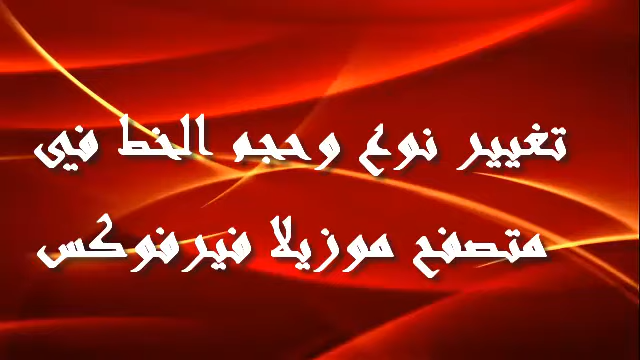 تغيير نوع وحجم الخط في
متصفح موزيلا فيرفوكس